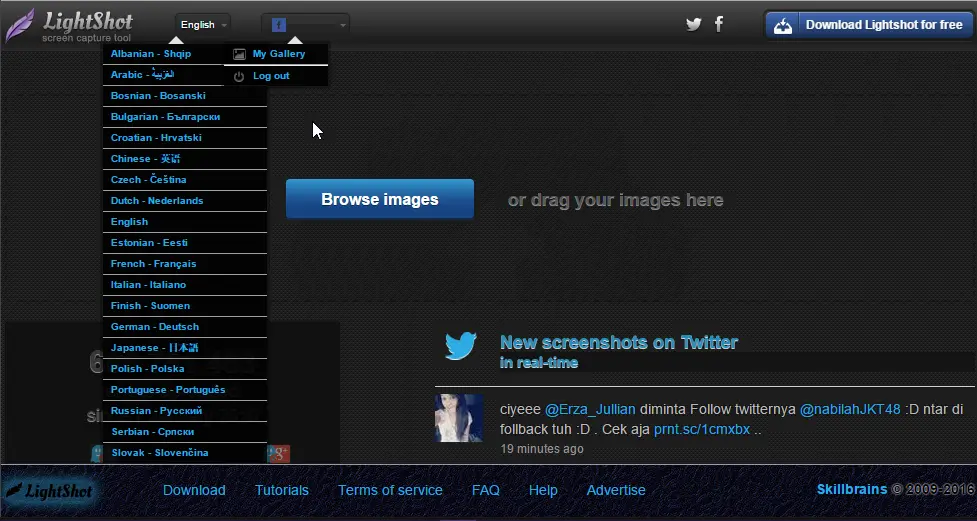 LightShot
screen capture tool
English
Download Lightshot for free
My Gallery
Log out
Albanian - Shqip
Arabic - العَرَبِيةُ
Bosnian - Bosanski
Bulgarian - Български
Croatian - Hrvatski
Chinese - 英语
Czech - Čeština
Dutch - Nederlands
English
Estonian - Eesti
French - Français
Italian - Italiano
Finish - Suomen
German - Deutsch
Japanese - 日本語
Polish - Polska
Portuguese - Português
Russian - Русский
Serbian - Српски
Slovak - Slovenčina
Browse images
or drag your images here
New screenshots on Twitter
in real-time
ciyeee @Erza_Jullian diminta Follow twitternya @nabilahJKT48 :D ntar di
follback tuh :D . Cek aja prnt.sc/1cmxbx ..
19 minutes ago
LightShot
Download
Tutorials
Terms of service
FAQ
Help
Advertise
Skillbrains © 2009-2016